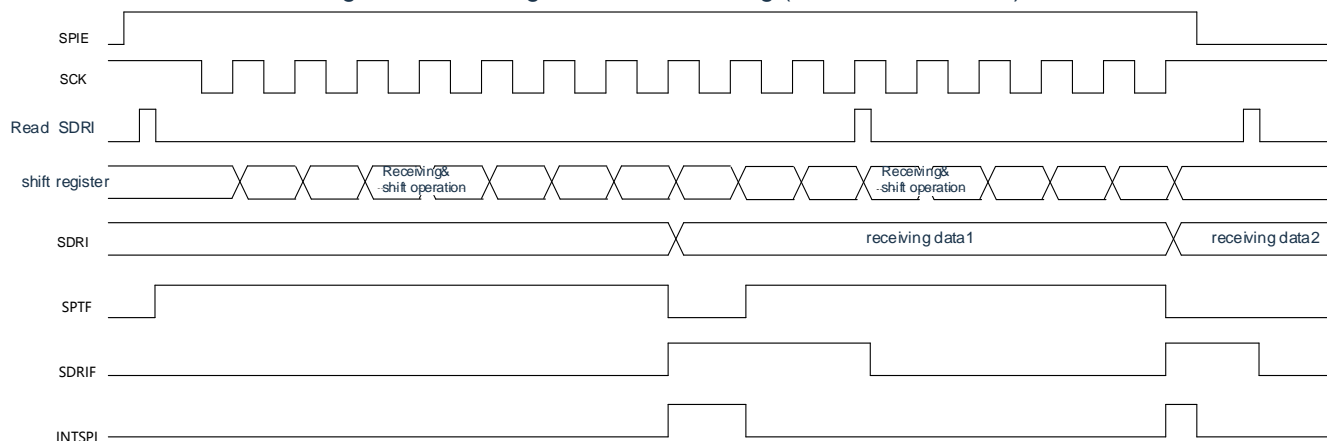 SPIE
SCK
Read SDRI
shift register
Receiving&
shift operation
Receiving&
shift operation
SDRI
receiving data1
receiving data2
SPTF
SDRIF
INTSPI